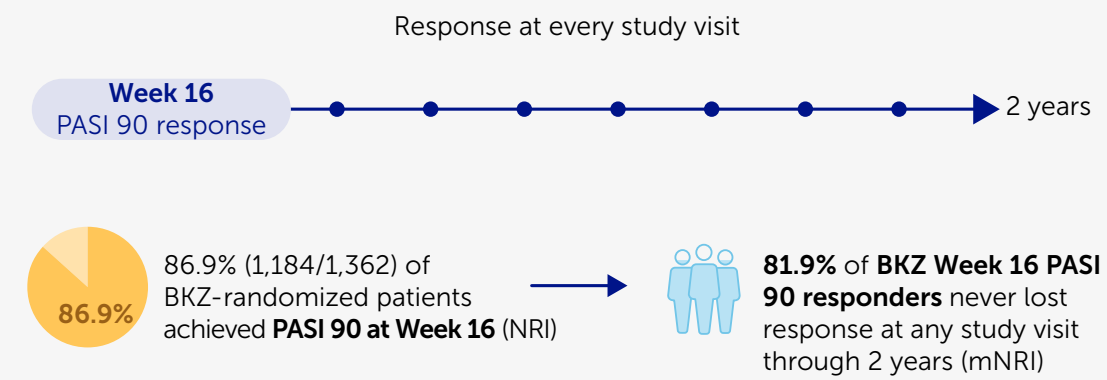 Response at every study visit
Week 16
PASI 90 response
2 years
86.9%
86.9% (1,184/1,362) of
BKZ-randomized patients
achieved PASI 90 at Week 16 (NRI)
81.9% of BKZ Week 16 PASI
90 responders never lost
response at any study visit
through 2 years (mNRI)